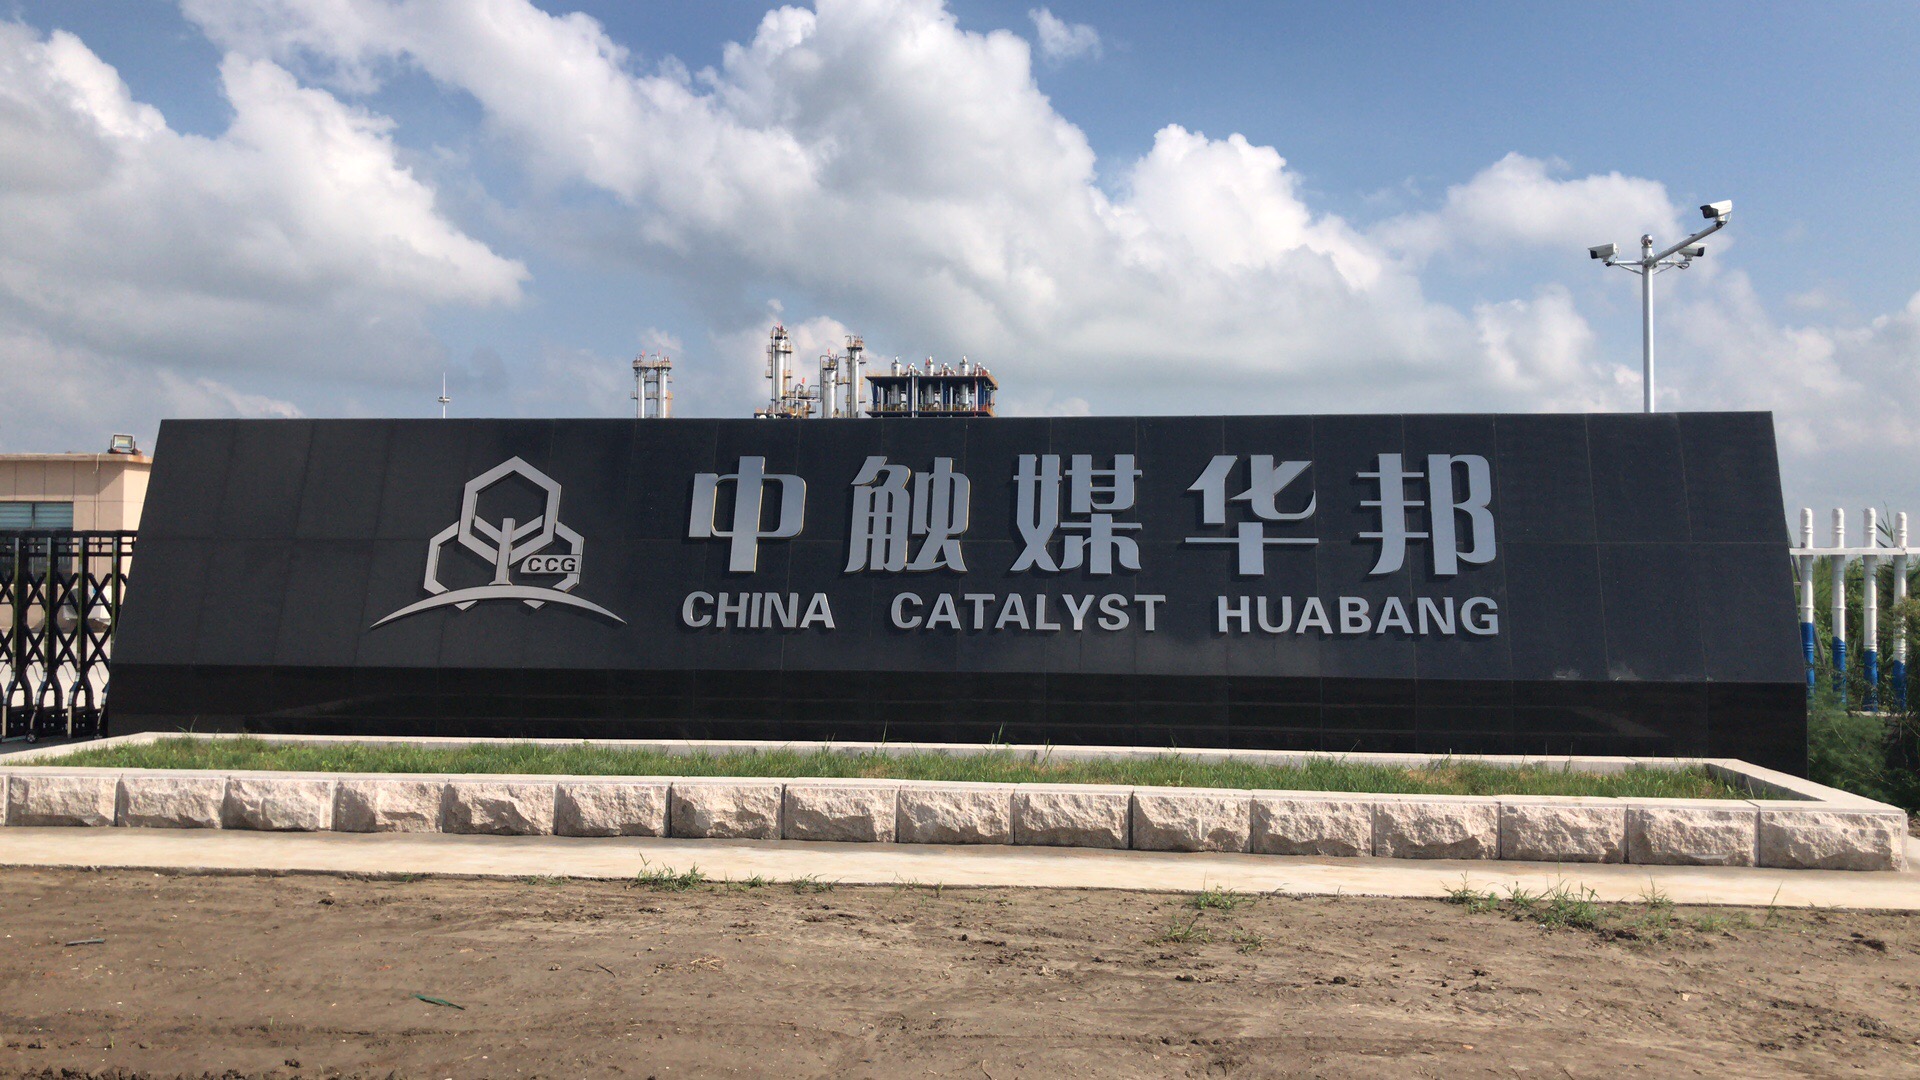 CCG
中触媒华邦
CHINA CATALYST HUABANG